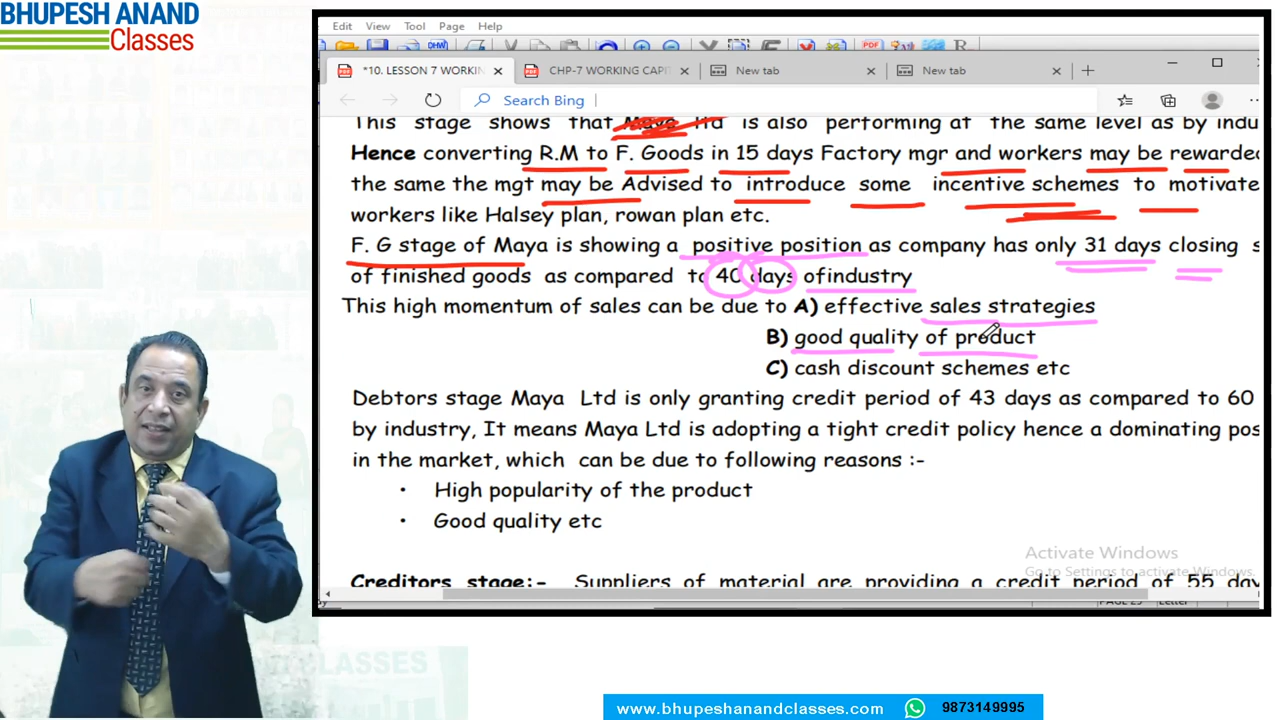 BHUPESH ANAND
Classes
Edit View Tool Page Help
*10. LESSON 7 WORKIN CHP-7 WORKING CAPI New tab New tab
Search Bing
This stage shows that Maya ltd is also performing at the same level as by indu
Hence converting R.M to F. Goods in 15 days Factory mgr and workers may be rewarde
the same the mgt may be Advised to introduce some incentive schemes to motivate
workers like Halsey plan, rowan plan etc.
F. G stage of Maya is showing a positive position as company has only 31 days closing s
of finished goods as compared to 40 days ofindustry
This high momentum of sales can be due to A) effective sales strategies
B) good quality of product
C) cash discount schemes etc
Debtors stage Maya Ltd is only granting credit period of 43 days as compared to 60
by industry, It means Maya Ltd is adopting a tight credit policy hence a dominating pos
in the market, which can be due to following reasons :-
• High popularity of the product
• Good quality etc
Activate Windows
Go to Settings to activate Windows.
Creditors stage:- Suppliers of material are providing a credit period of 55 day
www.bhupeshanandclasses.com 9873149995